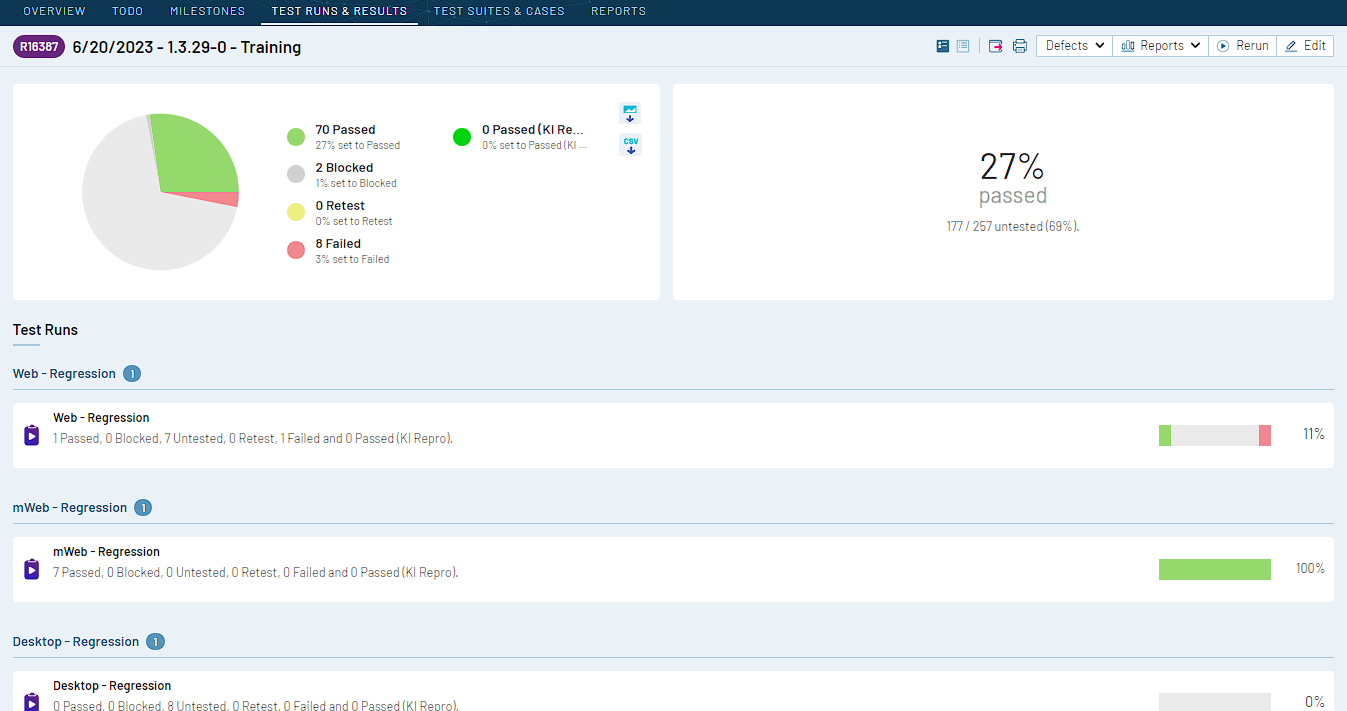 OVERVIEW TODO MILESTONES TEST RUNS & RESULTS TEST SUITES & CASES REPORTS
R16387 6/20/2023 - 1.3.29-0 - Training
Defects Reports Rerun Edit
70 Passed
27% set to Passed
2 Blocked
1% set to Blocked
0 Retest
0% set to Retest
8 Failed
3% set to Failed
0 Passed (KI Re...
0% set to Passed (KI ...
CSV
27%
passed
177 / 257 untested (69%).
Test Runs
Web - Regression 1
Web - Regression
1 Passed, 0 Blocked, 7 Untested, 0 Retest, 1 Failed and 0 Passed (KI Repro).
11%
mWeb - Regression 1
mWeb - Regression
7 Passed, 0 Blocked, 0 Untested, 0 Retest, 0 Failed and 0 Passed (KI Repro).
100%
Desktop - Regression 1
Desktop - Regression
0 Passed, 0 Blocked, 8 Untested, 0 Retest, 0 Failed and 0 Passed (KI Repro).
0%